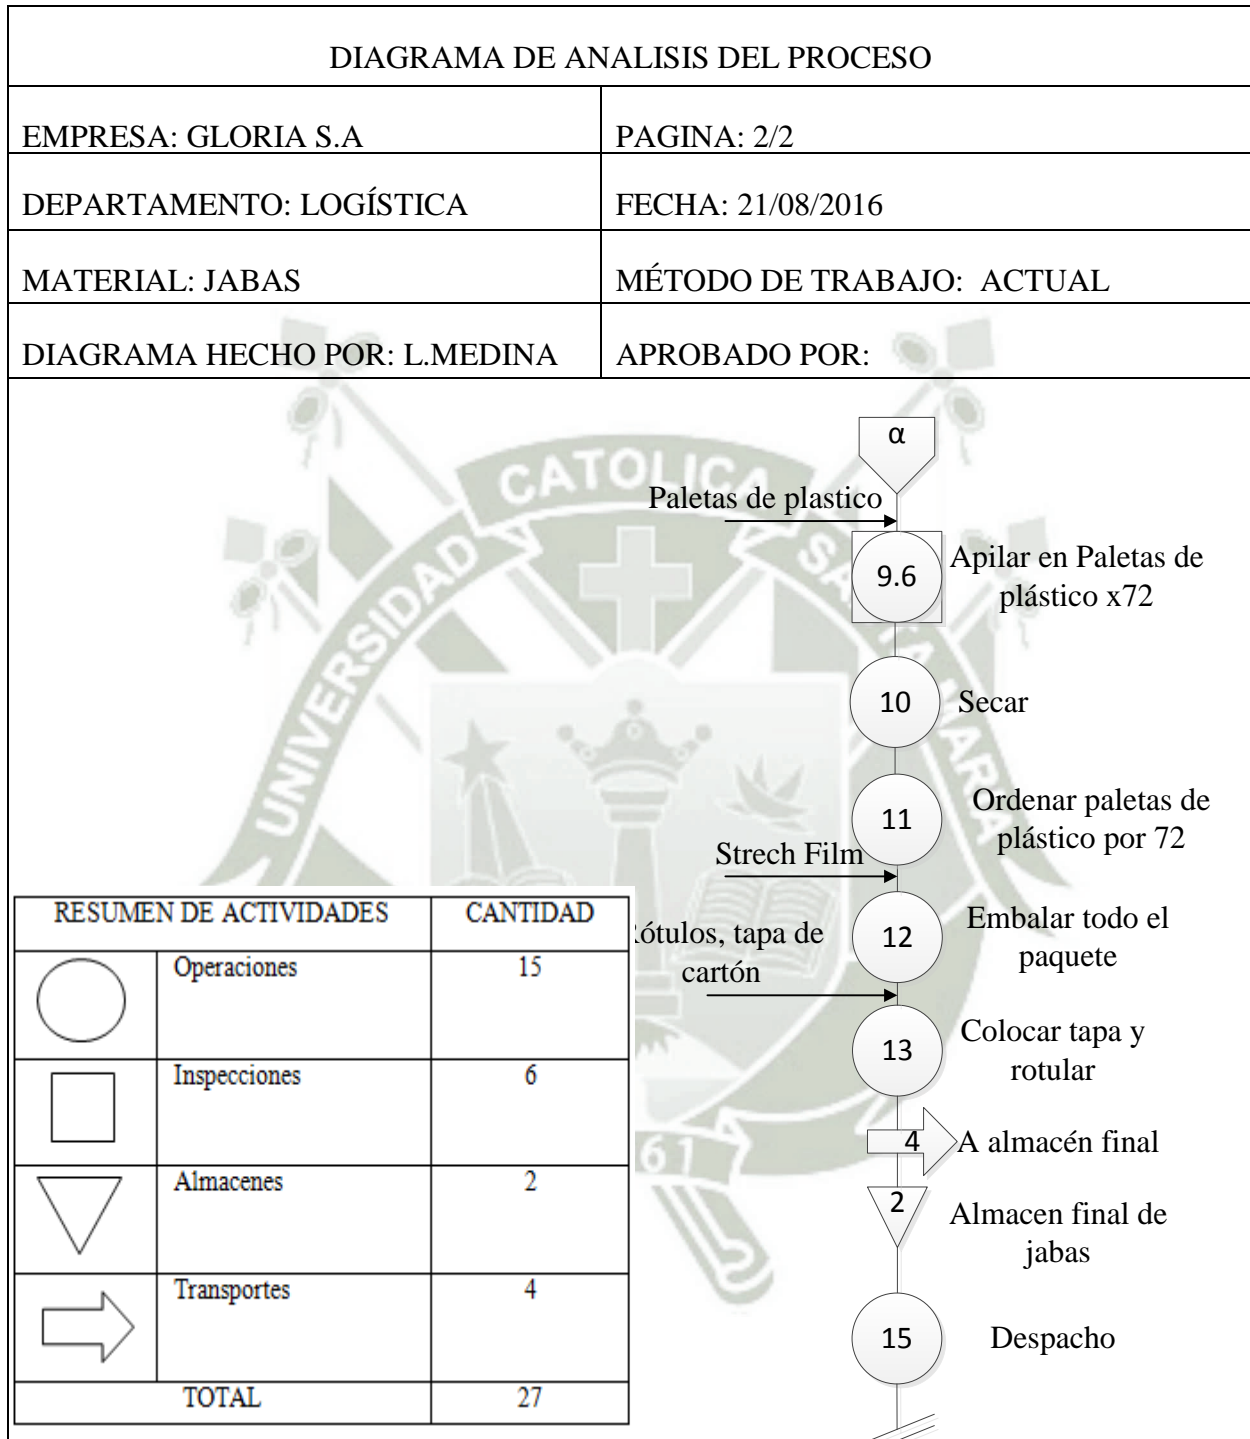 DIAGRAMA DE ANALISIS DEL PROCESO
EMPRESA: GLORIA S.A
PAGINA: 2/2
DEPARTAMENTO: LOGÍSTICA
FECHA: 21/08/2016
MATERIAL: JABAS
MÉTODO DE TRABAJO: ACTUAL
DIAGRAMA HECHO POR: L.MEDINA
APROBADO POR:
α
Paletas de plastico
9.6
Apilar en Paletas de
plástico x72
10
Secar
11
Ordenar paletas de
plástico por 72
Strech Film
12
Embalar todo el
paquete
tapa de
cartón
13
Colocar tapa y
rotular
4
A almacén final
2
Almacen final de
jabas
15
Despacho
RESUMEN DE ACTIVIDADES
CANTIDAD
Operaciones
15
Inspecciones
6
Almacenes
2
Transportes
4
TOTAL
27
UNIVERSIDAD
CATOLICA
61